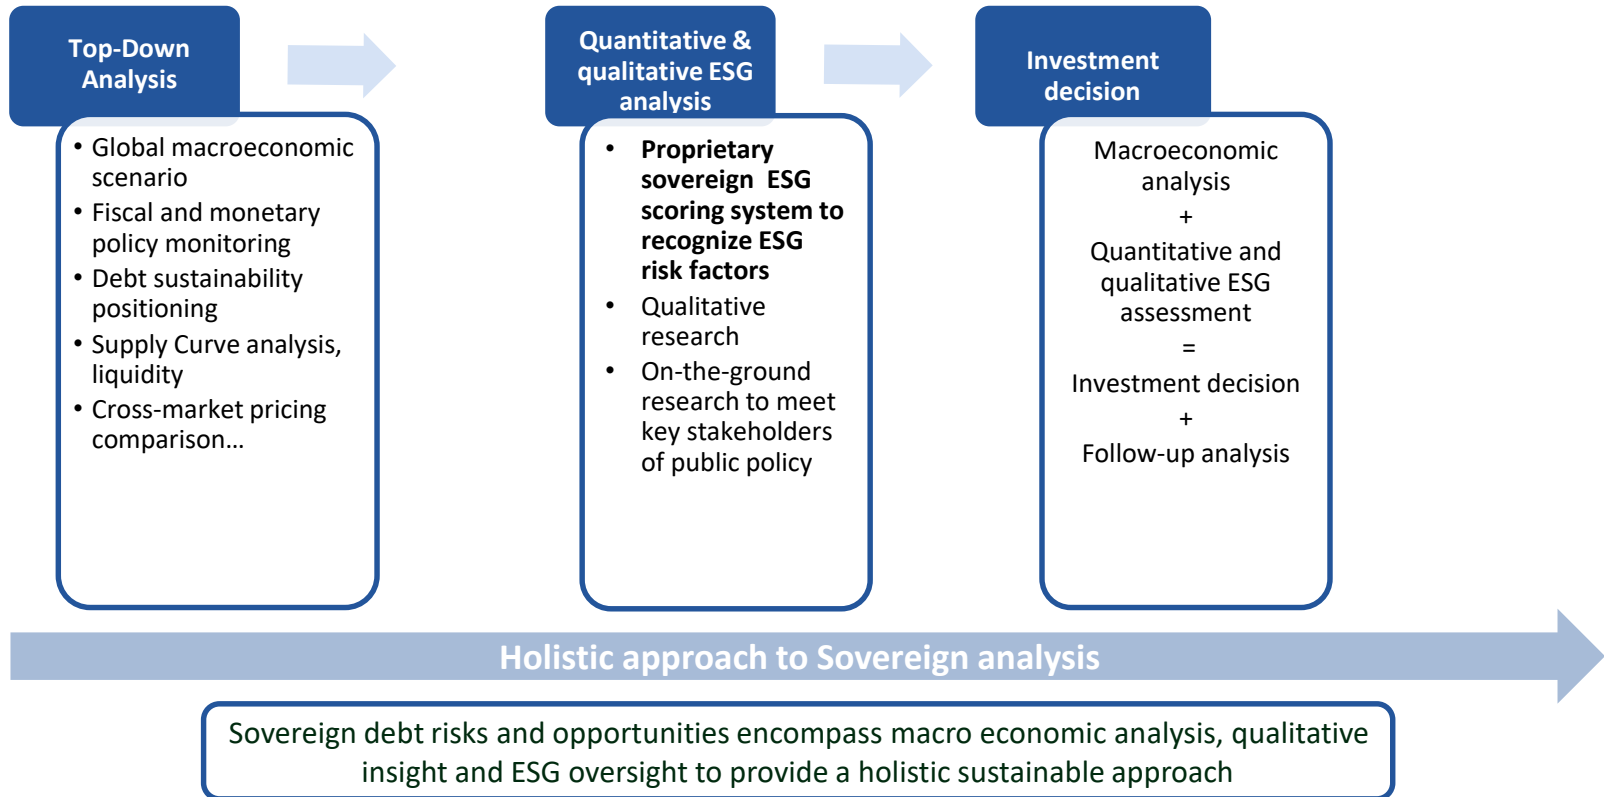 Top-Down
Analysis
• Global macroeconomic
scenario
• Fiscal and monetary
policy monitoring
• Debt sustainability
positioning
• Supply Curve analysis,
liquidity
• Cross-market pricing
comparison…
Quantitative &
qualitative ESG
analysis
• Proprietary
sovereign ESG
scoring system to
recognize ESG
risk factors
• Qualitative
research
• On-the-ground
research to meet
key stakeholders
of public policy
Investment
decision
Macroeconomic
analysis
+
Quantitative and
qualitative ESG
assessment
=
Investment decision
+
Follow-up analysis
Holistic approach to Sovereign analysis
Sovereign debt risks and opportunities encompass macro economic analysis, qualitative
insight and ESG oversight to provide a holistic sustainable approach